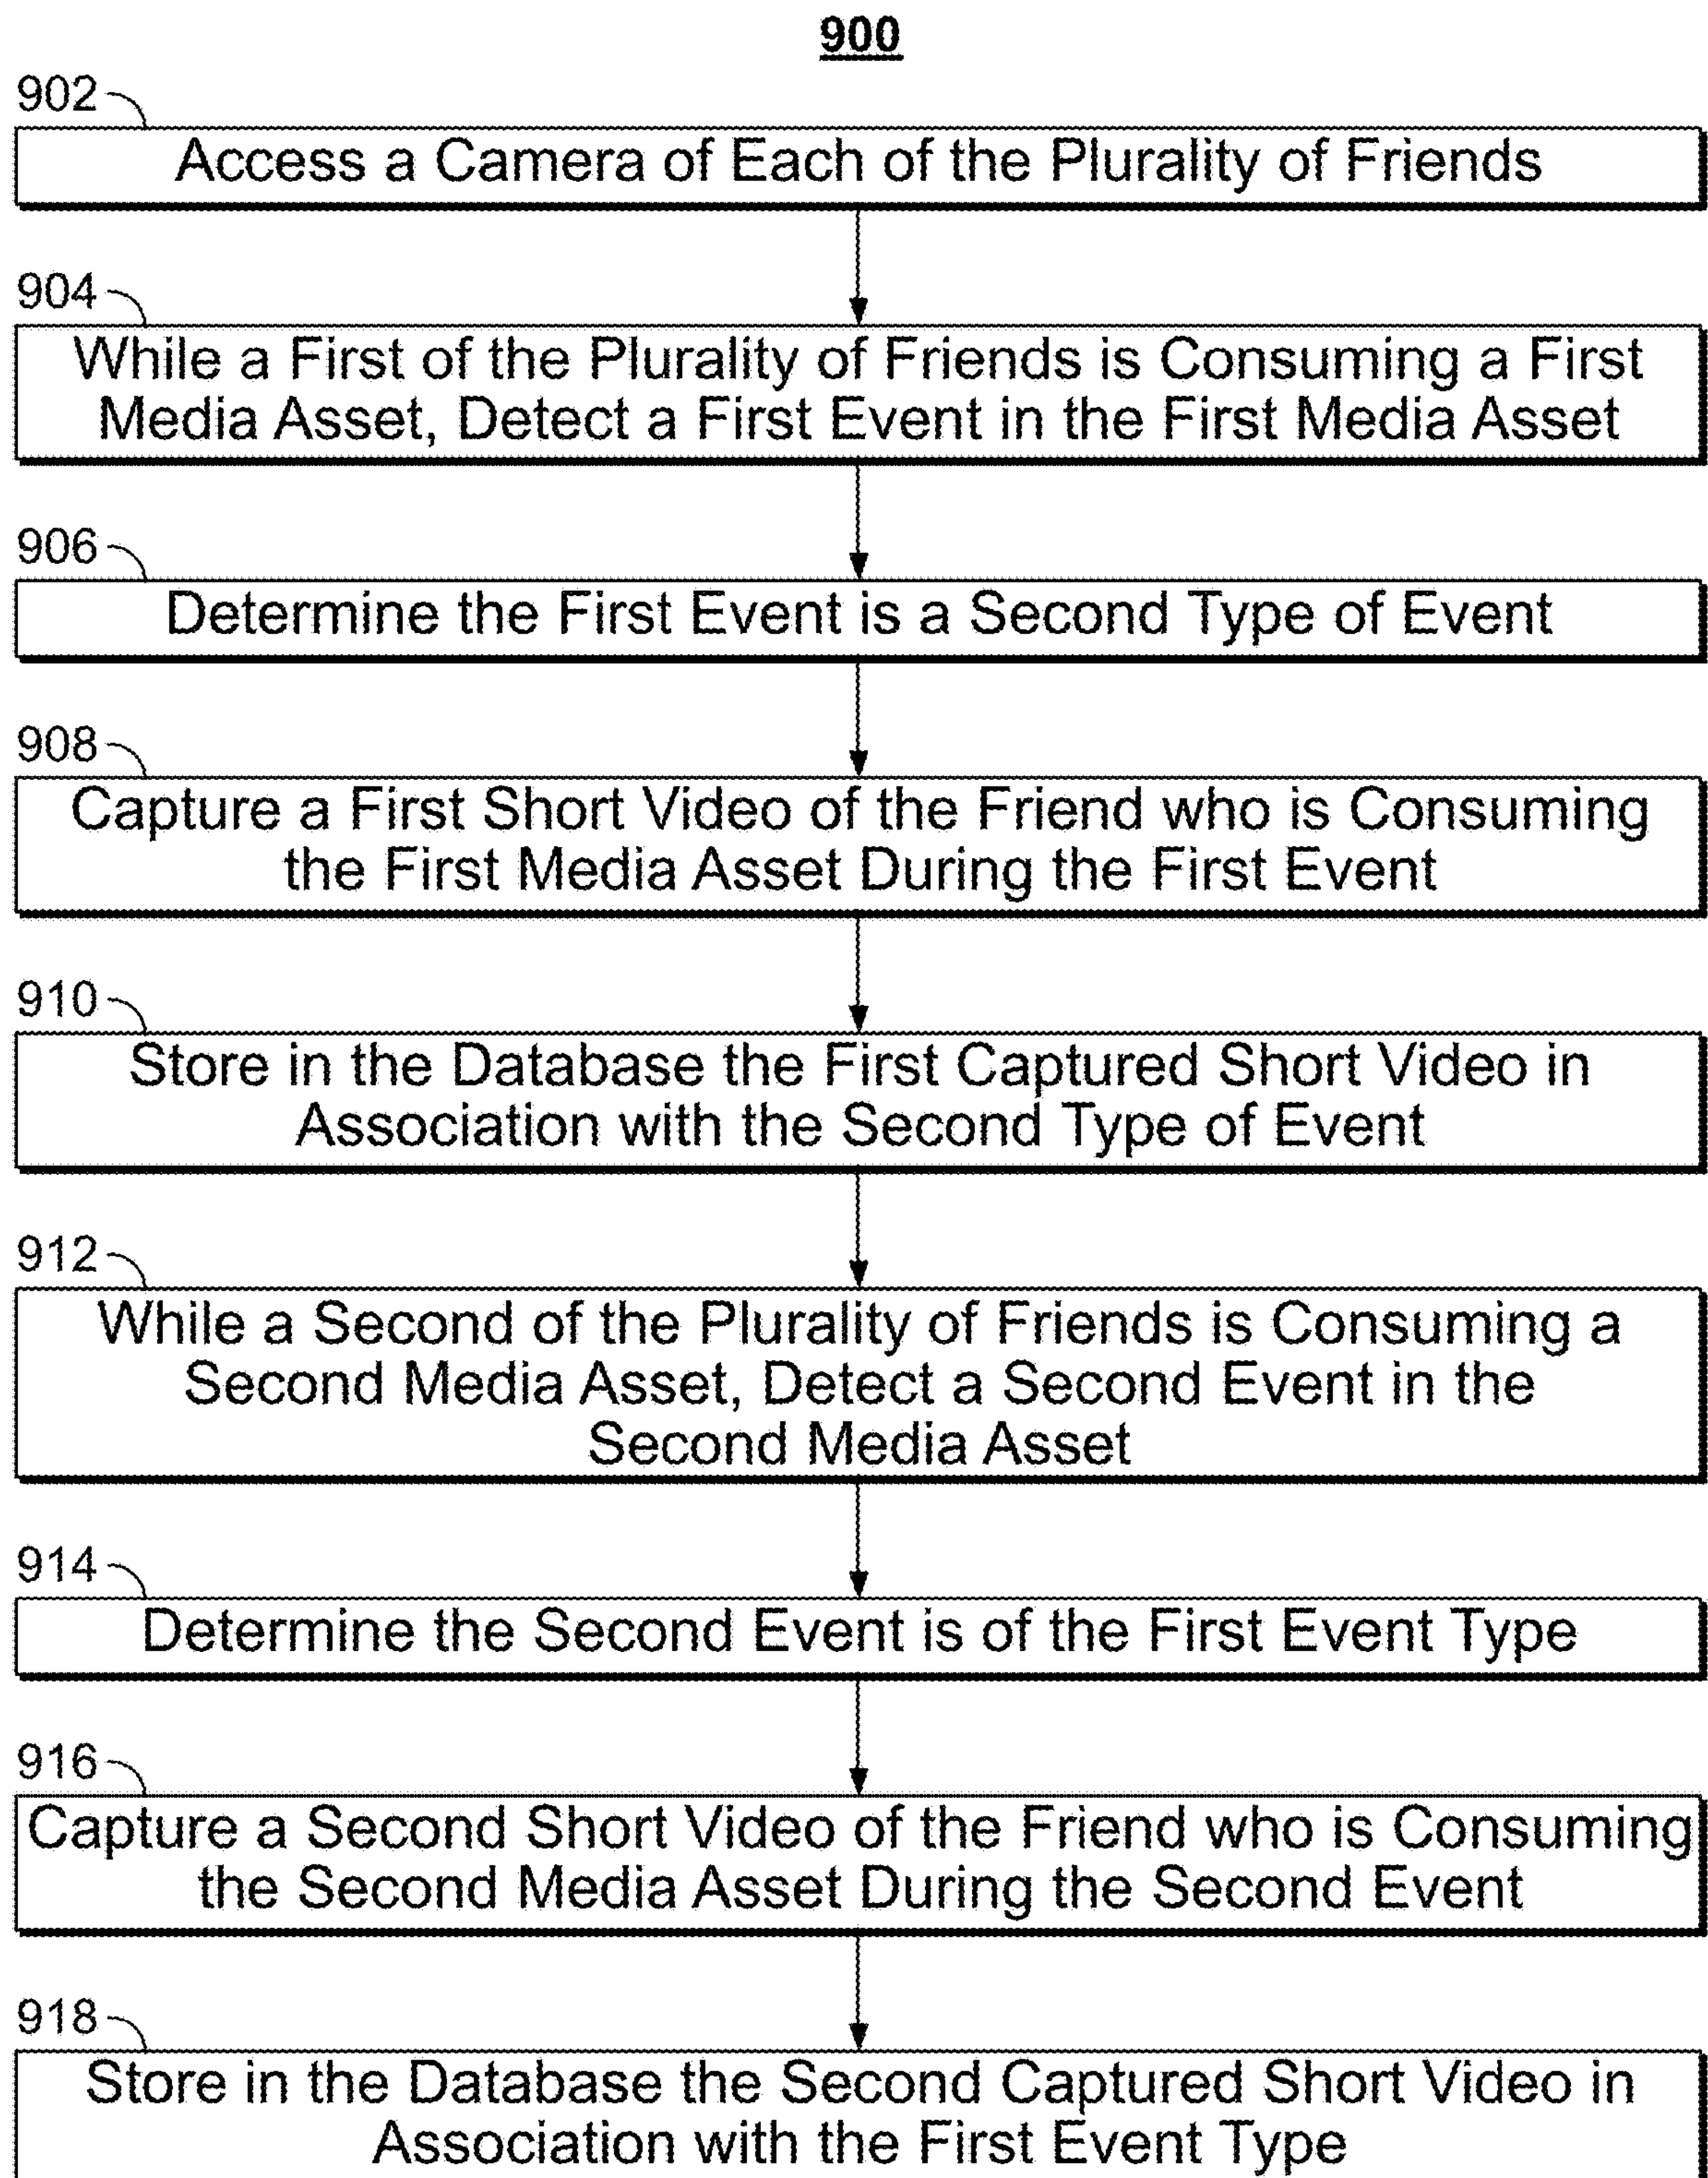 900
902
Access a Camera of Each of the Plurality of Friends
904
While a First of the Plurality of Friends is Consuming a First
Media Asset, Detect a First Event in the First Media Asset
906
Determine the First Event is a Second Type of Event
908
Capture a First Short Video of the Friend who is Consuming
the First Media Asset During the First Event
910
Store in the Database the First Captured Short Video in
Association with the Second Type of Event
912
While a Second of the Plurality of Friends is Consuming a
Second Media Asset, Detect a Second Event in the
Second Media Asset
914
Determine the Second Event is of the First Event Type
916
Capture a Second Short Video of the Friend who is Consuming
the Second Media Asset During the Second Event
918
Store in the Database the Second Captured Short Video in
Association with the First Event Type